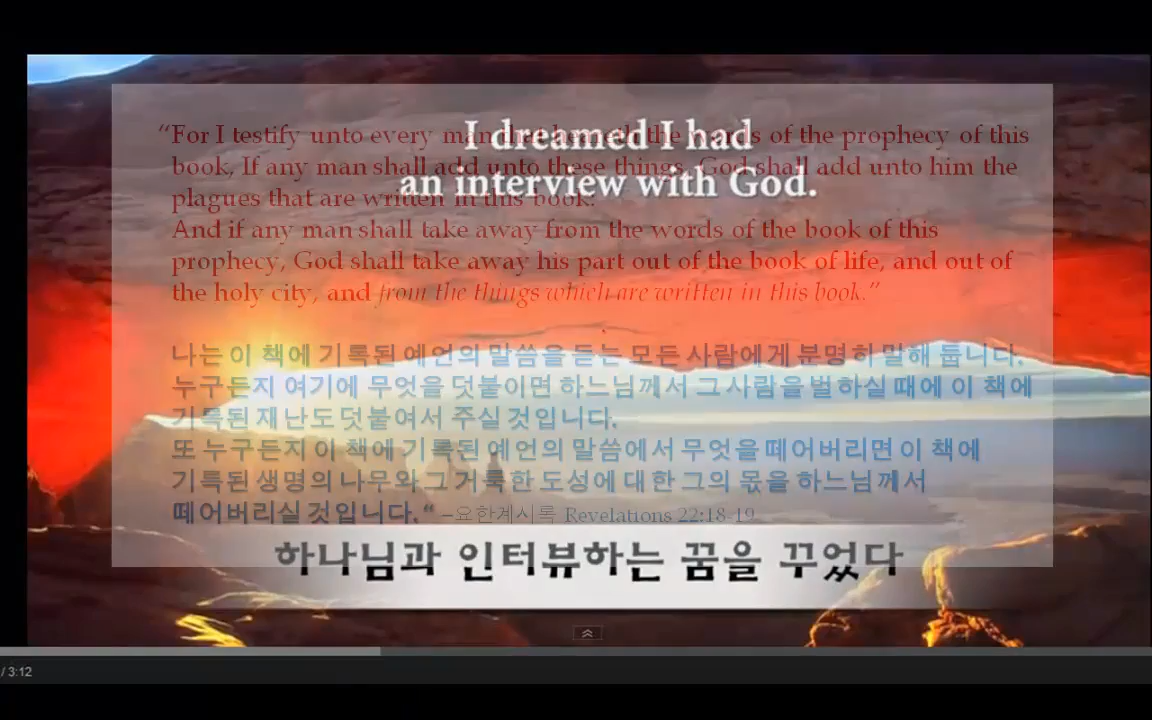 I dreamed I had
an interview with God.
“For I testify unto every man that heareth the words of the prophecy of this
book, If any man shall add unto these things, God shall add unto him the
plagues that are written in this book:
And if any man shall take away from the words of the book of this
prophecy, God shall take away his part out of the book of life, and out of
the holy city, and from the things which are written in this book.”
나는 이 책에 기록된 예언의 말씀을 듣는 모든 사람에게 분명히 말해 둡니다.
누구든지 여기에 무엇을 덧붙이면 하느님께서 그 사람을 벌하실 때에 이 책에
기록된 재난도 덧붙여서 주실 것입니다.
또 누구든지 이 책에 기록된 예언의 말씀에서 무엇을 떼어버리면 이 책에
기록된 생명의 나무와 그 거룩한 도성에 대한 그의 몫을 하느님께서
떼어버리실 것입니다.“ –요한계시록 Revelations 22:18-19
하나님과 인터뷰하는 꿈을 꾸었다
/ 3:12